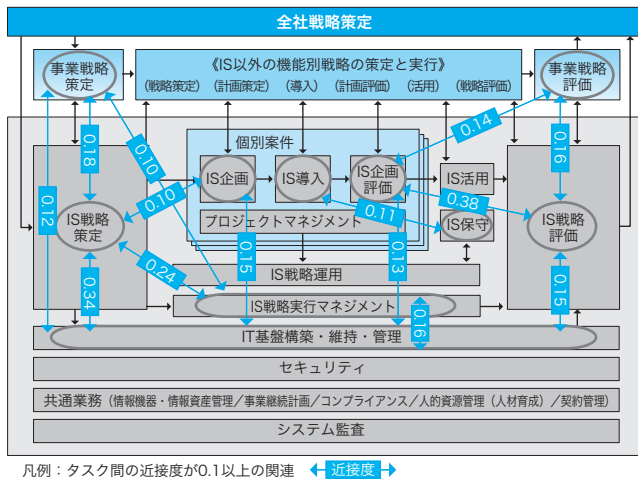 全社戦略策定
事業戦略
策定
《IS以外の機能別戦略の策定と実行》
(戦略策定) (計画策定) (導入) (計画評価) (活用) (戦略評価)
事業戦略
評価
0.18
0.12
0.10
0.14
0.16
個別案件
IS企画
IS導入
IS企画
評価
IS活用
0.10
0.38
プロジェクトマネジメント
0.11
IS保守
IS戦略
策定
IS戦略
評価
0.24
0.15
0.13
IS戦略運用
0.34
0.15
IS戦略実行マネジメント
0.16
IT基盤構築・維持・管理
セキュリティ
共通業務(情報機器・情報資産管理/事業継続計画/コンプライアンス/人的資源管理(人材育成)/契約管理)
システム監査
凡例:タスク間の近接度が0.1以上の関連 近接度